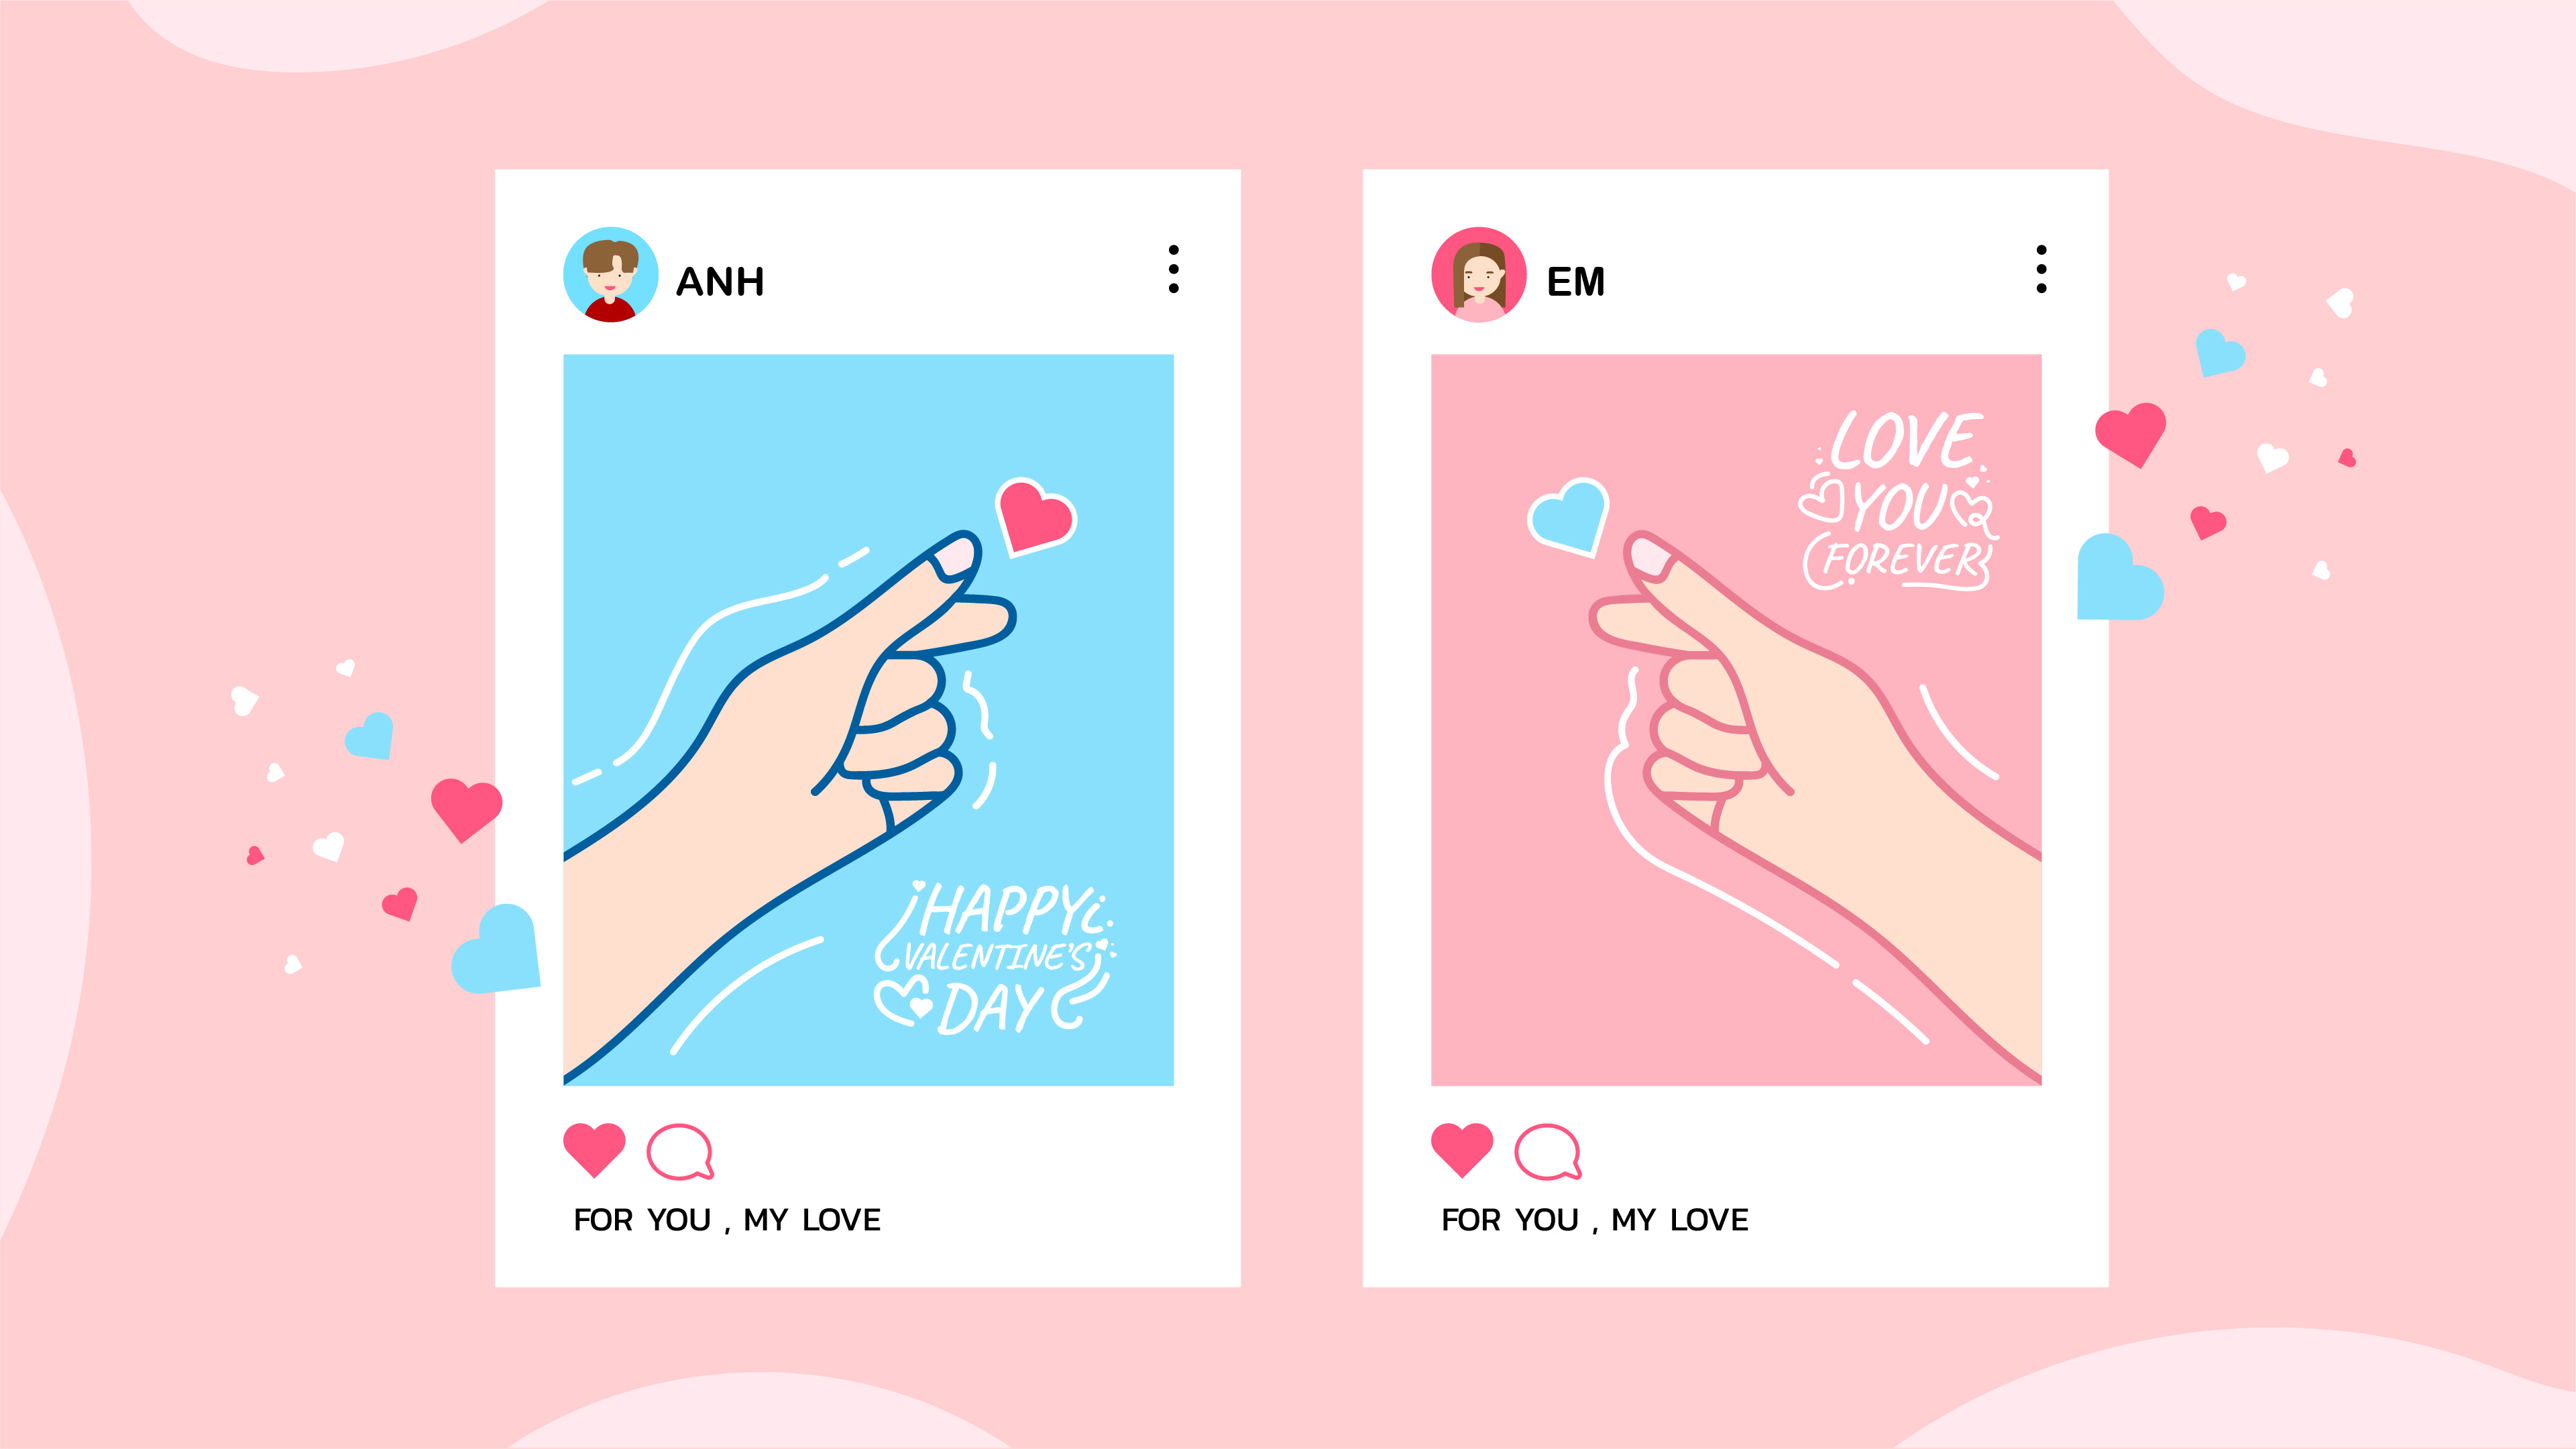 ANH
HAPPY
VALENTINE'S
DAY
FOR YOU , MY LOVE
EM
LOVE
YOU
FOREVER
FOR YOU , MY LOVE